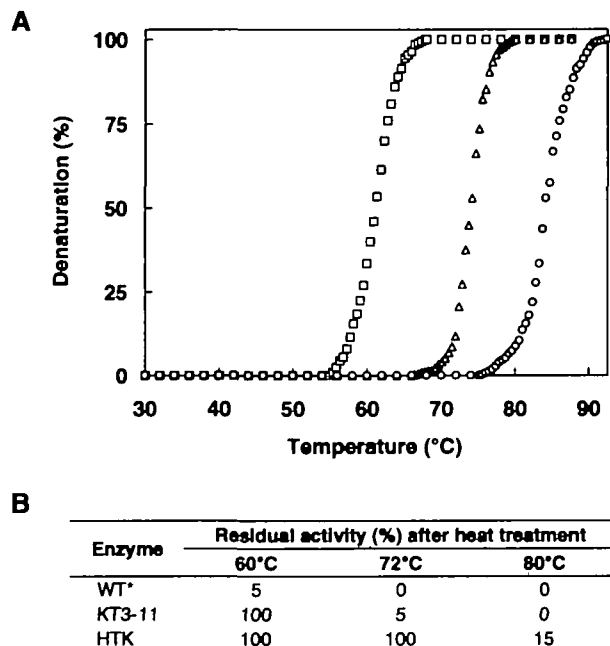 A
100
75
50
25
0
Denaturation (%)
30 40 50 60 70 80 90
Temperature (°C)
B
Enzyme Residual activity (%) after heat treatment
60°C 72°C 80°C
WT* 5 0 0
KT3-11 100 5 0
HTK 100 100 15